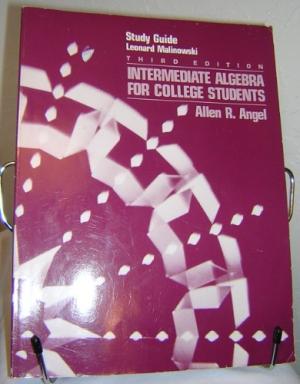 Study Guide
Leonard Malinowski
THIRD EDITION
INTERMEDIATE ALGEBRA
FOR COLLEGE STUDENTS
Allen R. Angel